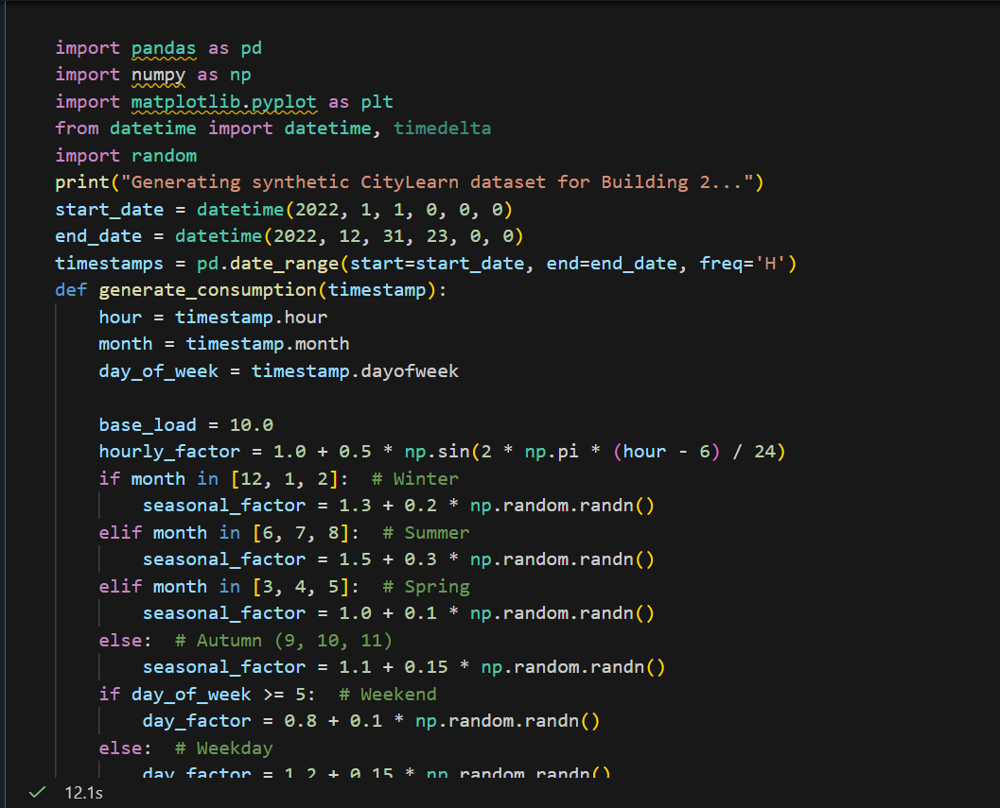 import pandas as pd
import numpy as np
import matplotlib.pyplot as plt
from datetime import datetime, timedelta
import random
print("Generating synthetic CityLearn dataset for Building 2...")
start_date = datetime(2022, 1, 1, 0, 0, 0)
end_date = datetime(2022, 12, 31, 23, 0, 0)
timestamps = pd.date_range(start=start_date, end=end_date, freq='H')
def generate_consumption(timestamp):
    hour = timestamp.hour
    month = timestamp.month
    day_of_week = timestamp.dayofweek

    base_load = 10.0
    hourly_factor = 1.0 + 0.5 * np.sin(2 * np.pi * (hour - 6) / 24)
    if month in [12, 1, 2]:  # Winter
        seasonal_factor = 1.3 + 0.2 * np.random.randn()
    elif month in [6, 7, 8]:  # Summer
        seasonal_factor = 1.5 + 0.3 * np.random.randn()
    elif month in [3, 4, 5]:  # Spring
        seasonal_factor = 1.0 + 0.1 * np.random.randn()
    else:  # Autumn (9, 10, 11)
        seasonal_factor = 1.1 + 0.15 * np.random.randn()
    if day_of_week >= 5:  # Weekend
        day_factor = 0.8 + 0.1 * np.random.randn()
    else:  # Weekday
        day_factor = 1.2 + 0.15 * np.random.randn()
12.1s